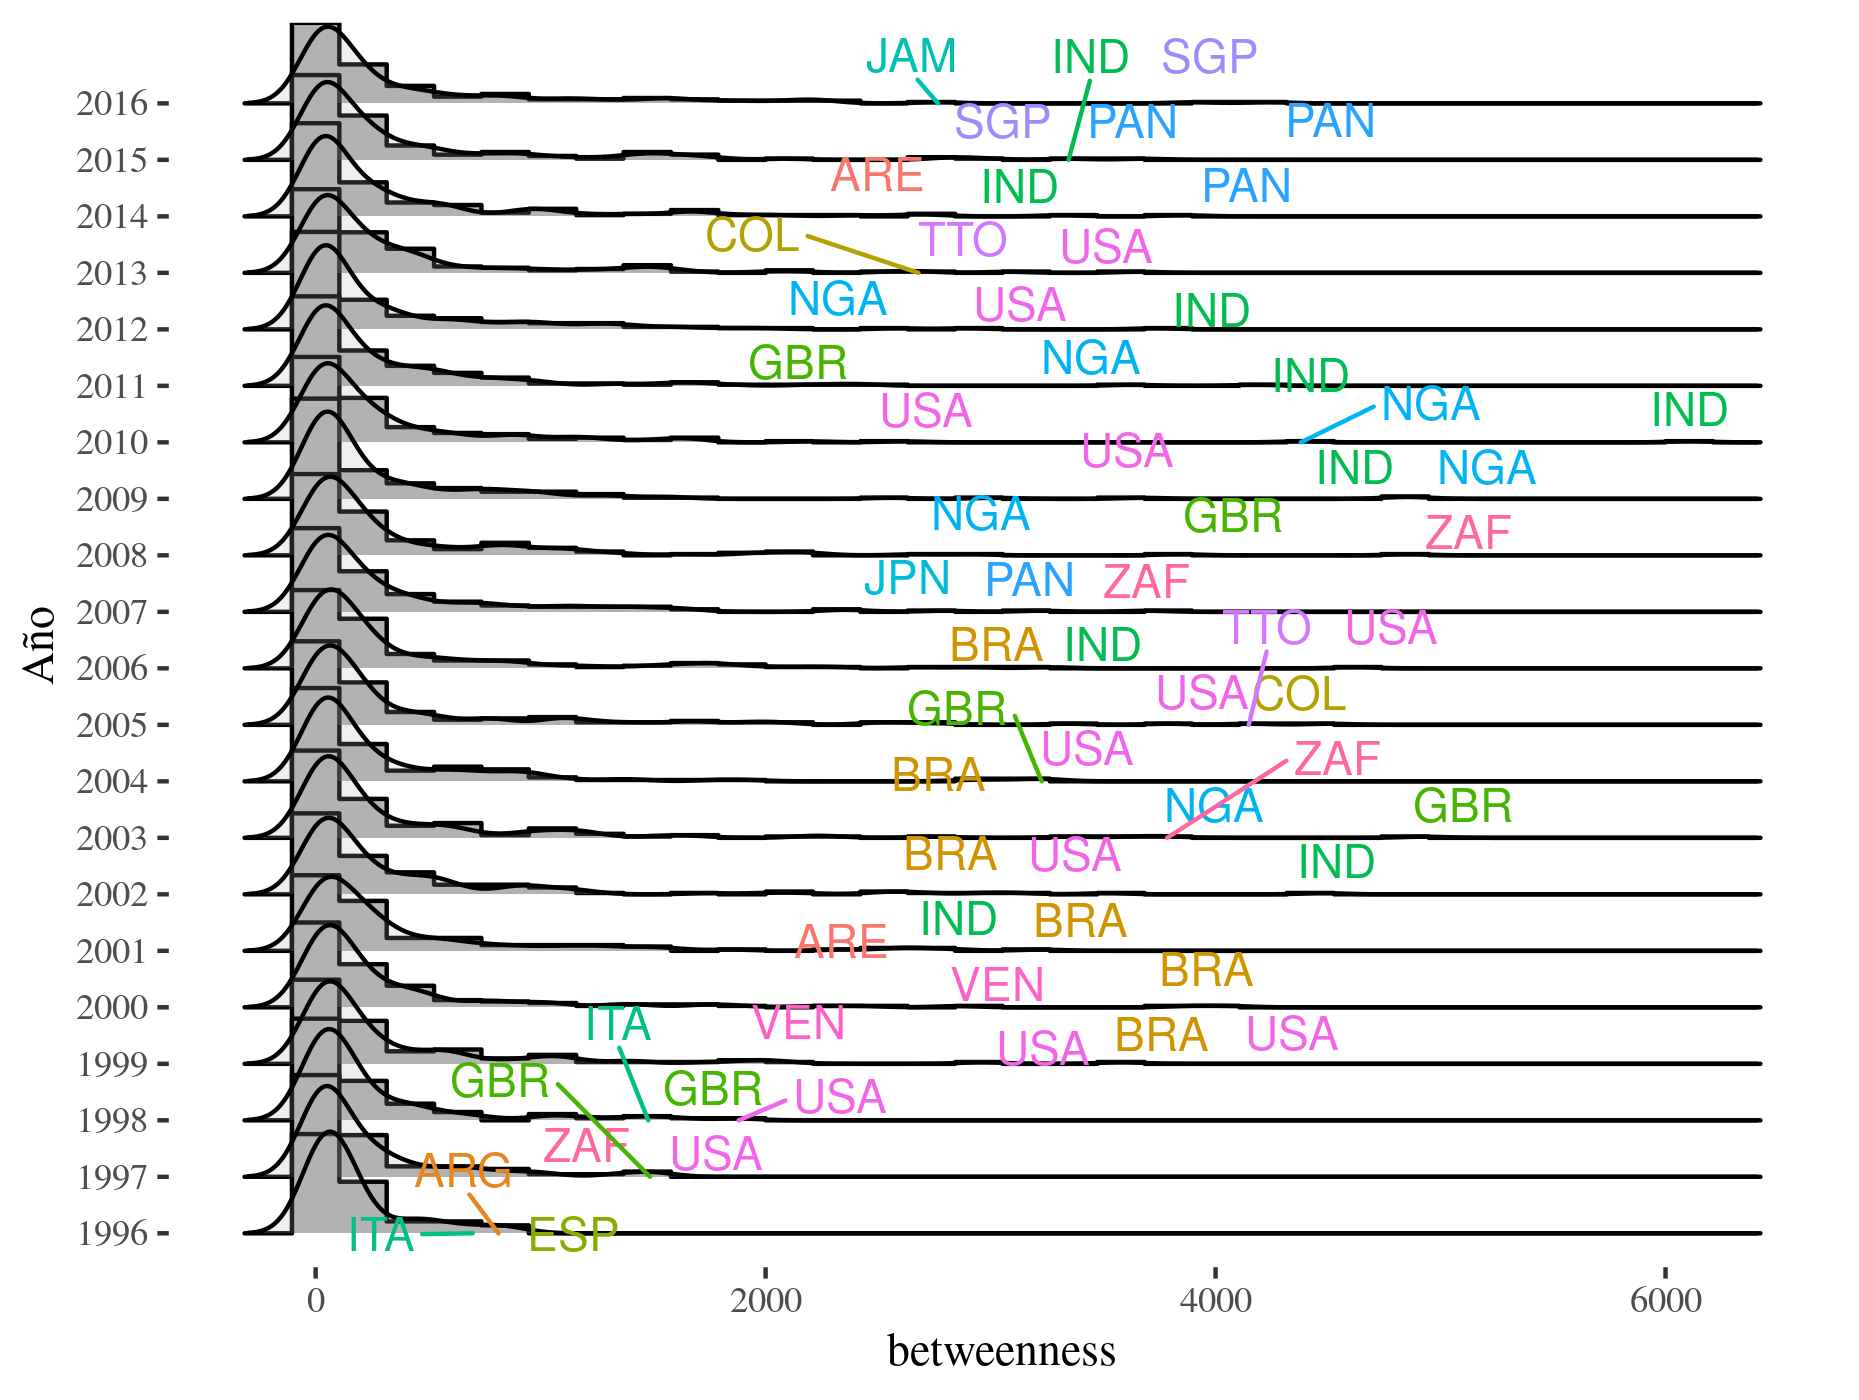 JAM IND SGP
2016
SGP PAN PAN
2015
ARE IND PAN
2014
COL TTO USA
2013
NGA USA IND
2012
GBR NGA IND
2011
USA NGA IND
2010
USA IND NGA
2009
NGA GBR ZAF
2008
JPN PAN ZAF
2007
TTO USA
BRA IND
2006
USA COL
GBR
2005
USA ZAF
BRA
2004
NGA GBR
2003
BRA USA IND
2002
IND BRA
ARE
2001
VEN BRA
2000
ITA VEN USA BRA USA
1999
GBR GBR USA
1998
ZAF USA
1997
ARG
ITA ESP
1996
Año
0 2000 4000 6000
betweenness